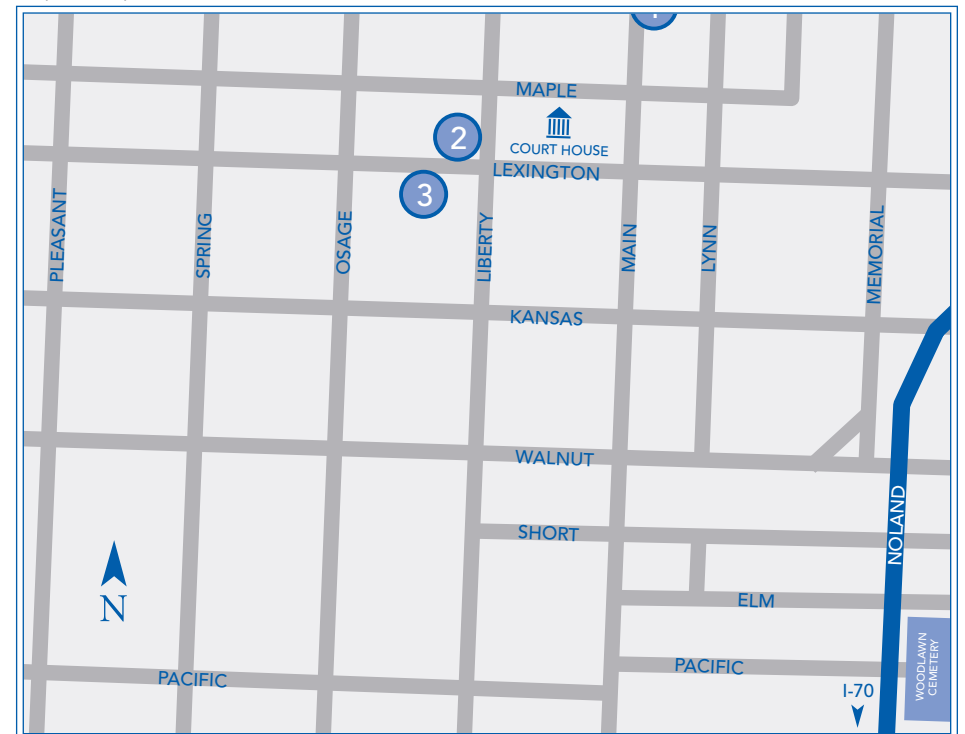 MAPLE
2
COURT HOUSE
LEXINGTON
3
PLEASANT
SPRING
OSAGE
LIBERTY
MAIN
LYNN
MEMORIAL
KANSAS
WALNUT
NOLAND
SHORT
N
ELM
PACIFIC
PACIFIC
WOODLAWN
CEMETERY
I-70